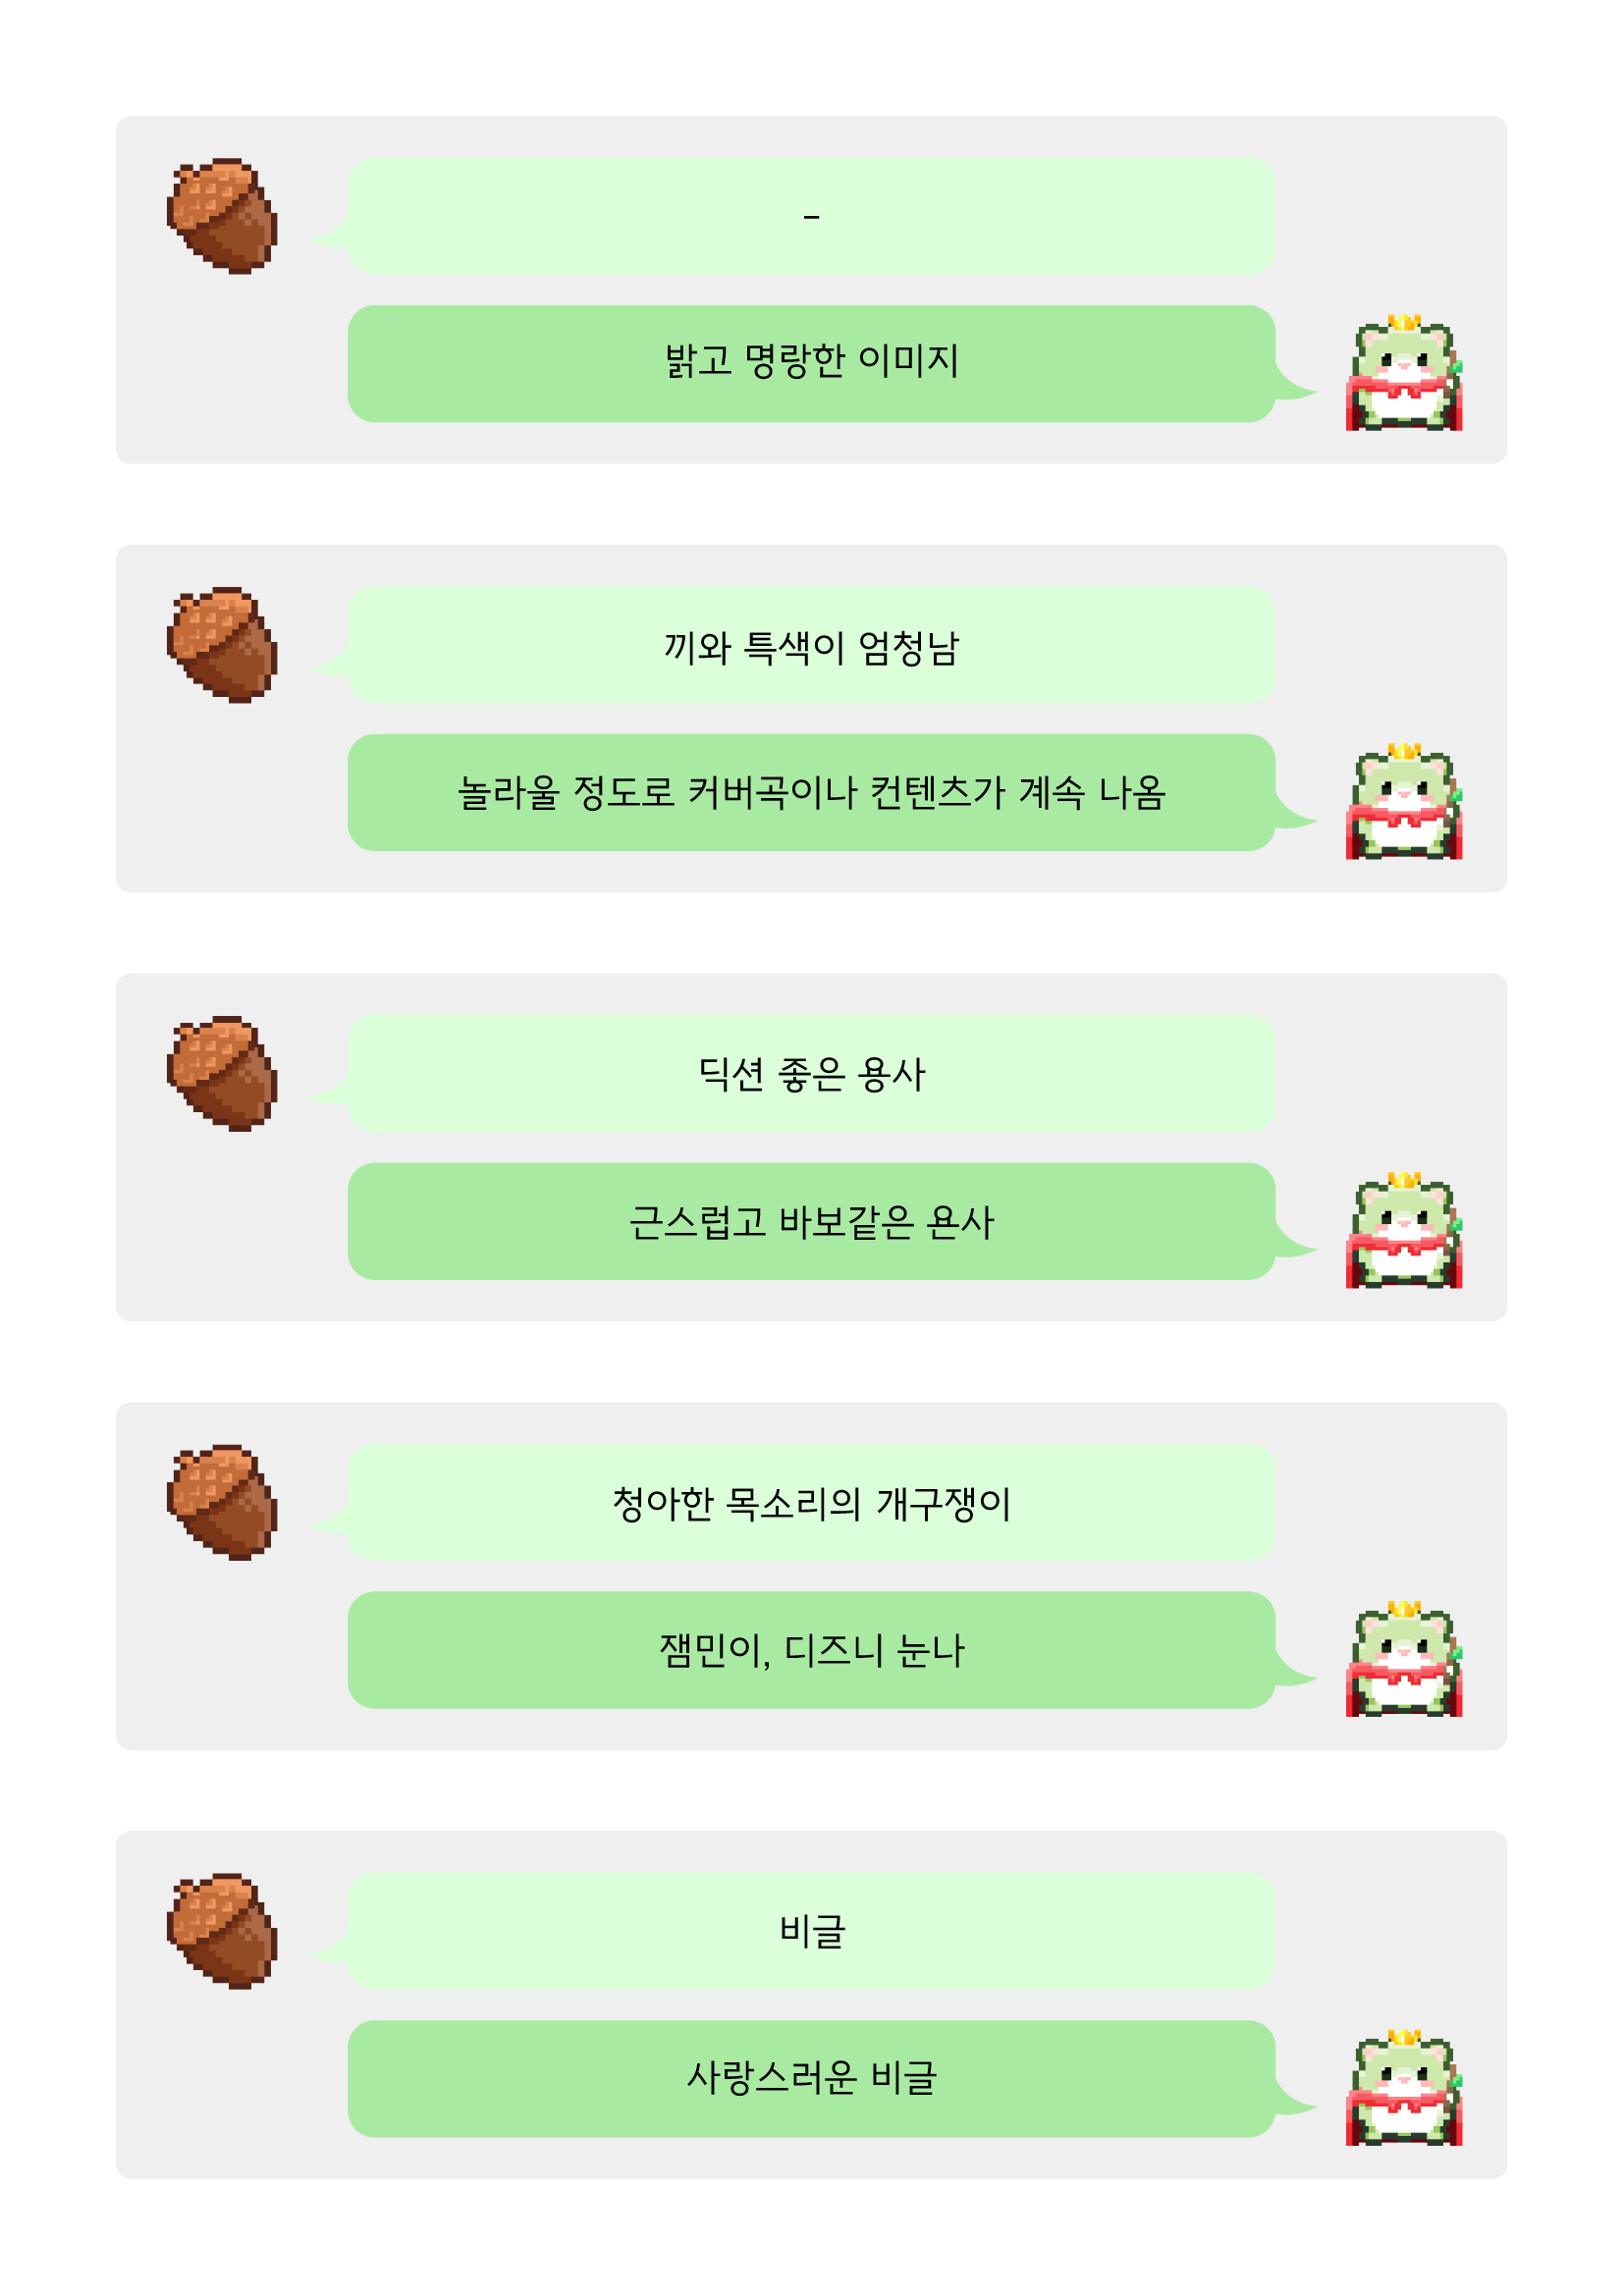 -
밝고 명랑한 이미지
끼와 특색이 엄청남
놀라울 정도로 커버곡이나 컨텐츠가 계속 나옴
딕션 좋은 용사
근스럽고 바보같은 욘사
청아한 목소리의 개구쟁이
잼민이, 디즈니 눈나
비글
사랑스러운 비글